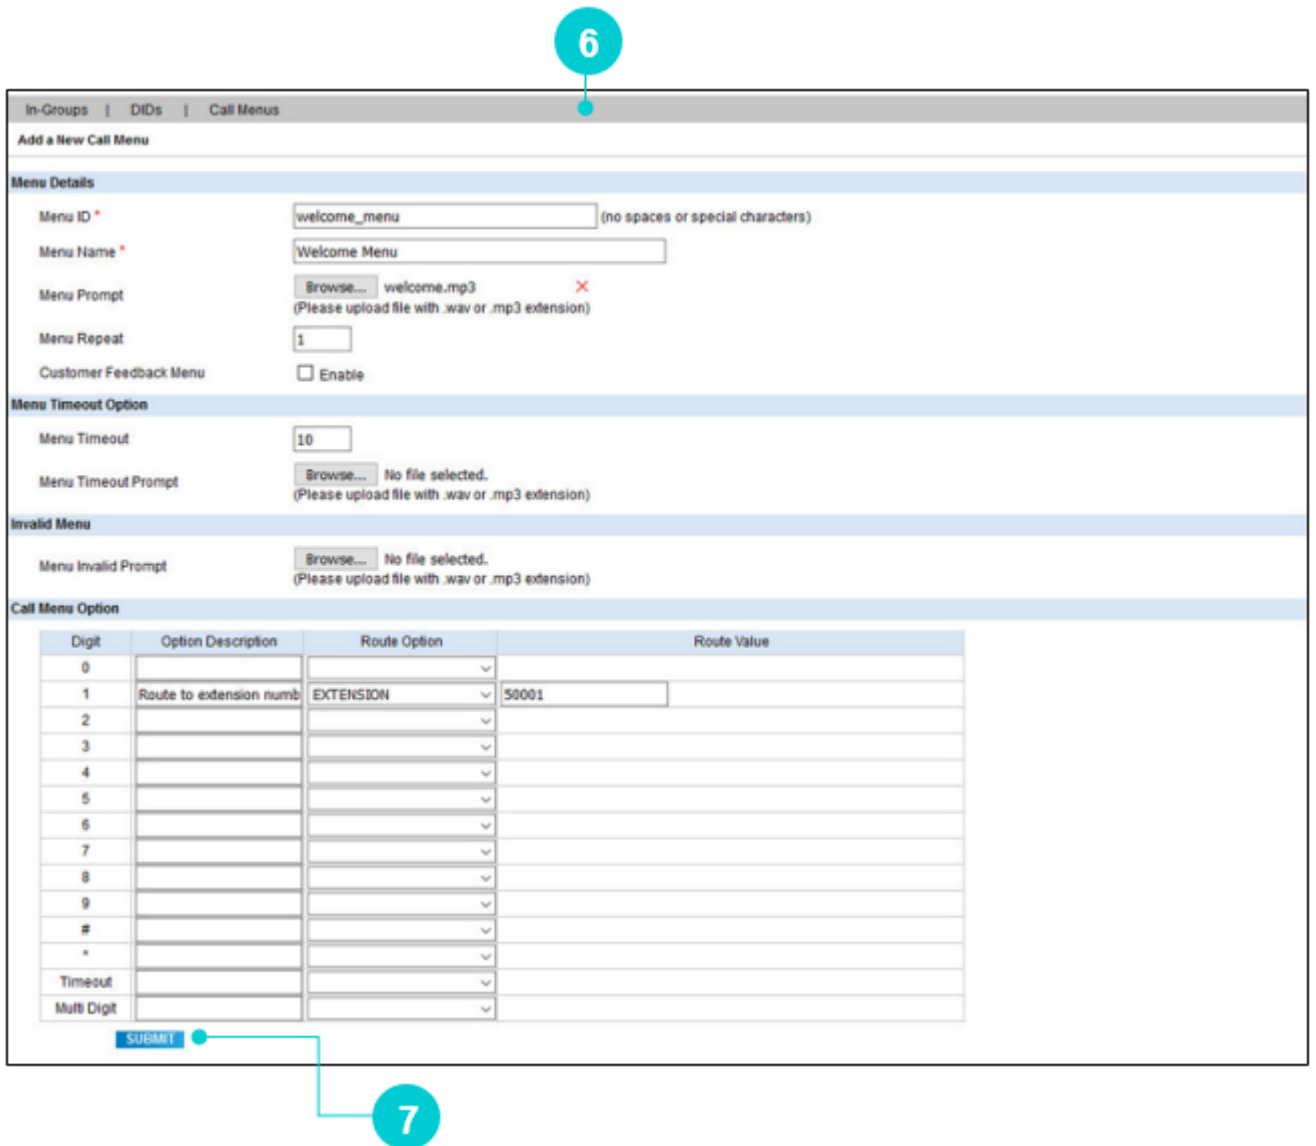 6
In-Groups | DIDs | Call Menus
Add a New Call Menu
Menu Details
Menu ID * welcome_menu (no spaces or special characters)
Menu Name * Welcome Menu
Menu Prompt Browse... welcome.mp3
(Please upload file with .wav or .mp3 extension)
Menu Repeat 1
Customer Feedback Menu Enable
Menu Timeout Option
Menu Timeout 10
Menu Timeout Prompt Browse... No file selected.
(Please upload file with .wav or .mp3 extension)
Invalid Menu
Menu Invalid Prompt Browse... No file selected.
(Please upload file with .wav or .mp3 extension)
Call Menu Option
Digit Option Description Route Option Route Value
0
1 Route to extension numb EXTENSION 50001
2
3
4
5
6
7
8
9
#
*
Timeout
Multi Digit
SUBMIT
7